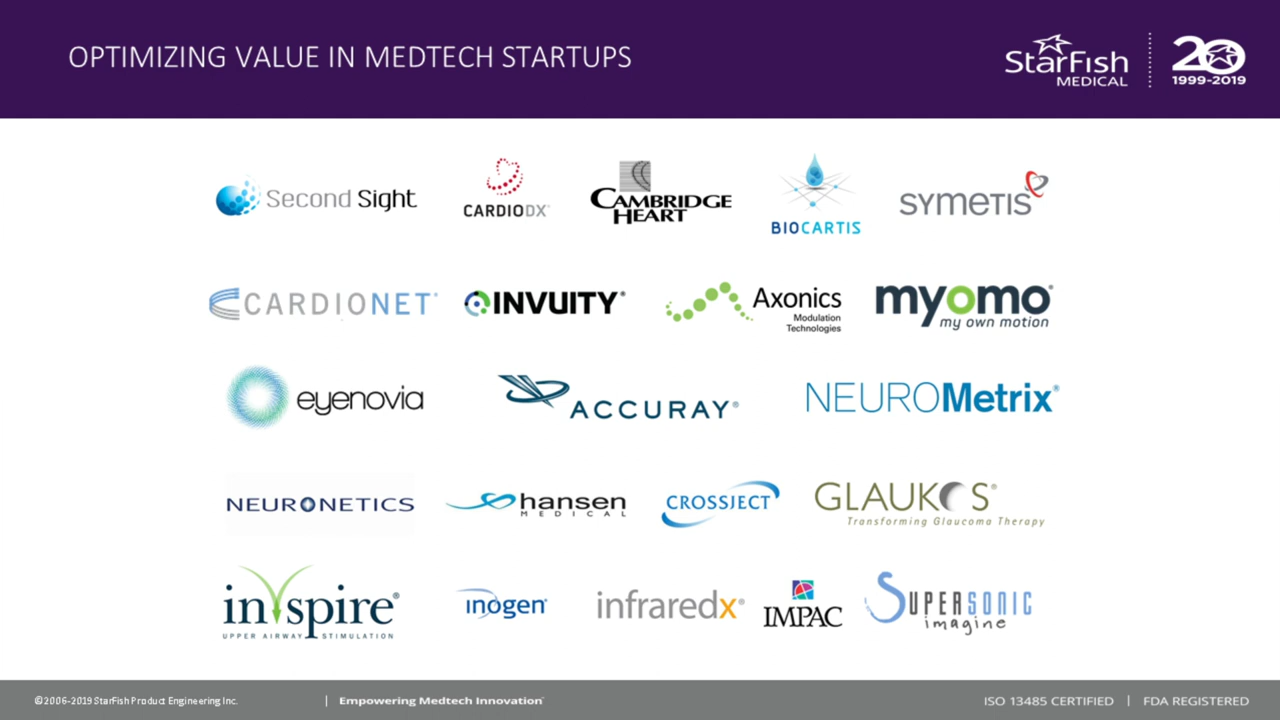 OPTIMIZING VALUE IN MEDTECH STARTUPS
StarFish
MEDICAL
20
1999-2019
Second Sight
CARDIODX
CAMBRIDGE
HEART
BIOCARTIS
SYMETIS
CARDIONET®
INVUITY®
Axonics
Modulation
Technologies
myomo®
my own motion
eyenovia
ACCURAY®
NEUROMetrix®
NEURONETICS
hansen
MEDICAL
CROSSJECT
GLAUKOS®
Transforming Glaucoma Therapy
inspire®
UPPER AIRWAY STIMULATION
inogen®
infraredx®
IMPAC
SUPERSONIC
imagine
©2006-2019 StarFish Product Engineering Inc. | Empowering Medtech Innovation
ISO 13485 CERTIFIED | FDA REGISTERED